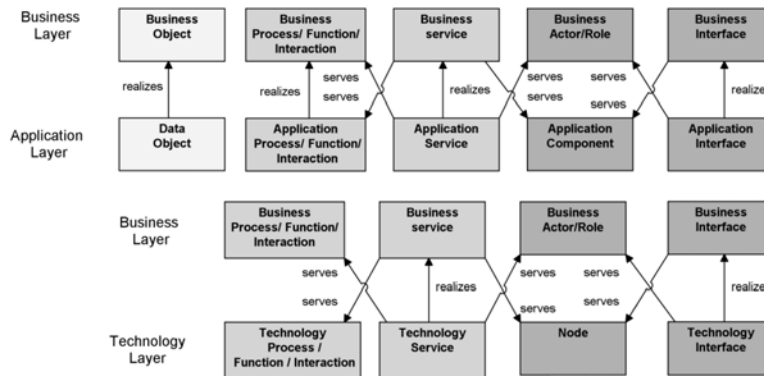 Business
Layer
Business
Object
Business
Process/ Function/
Interaction
Business
service
Business
Actor/Role
Business
Interface
realizes
serves
serves
realizes
realizes
serves
serves
serves
serves
realize
Application
Layer
Data
Object
Application
Process/ Function/
Interaction
Application
Service
Application
Component
Application
Interface
Business
Layer
Business
Process/ Function/
Interaction
Business
service
Business
Actor/Role
Business
Interface
serves
serves
realizes
serves
serves
serves
serves
realize
Technology
Layer
Technology
Process /
Function / Interaction
Technology
Service
Node
Technology
Interface